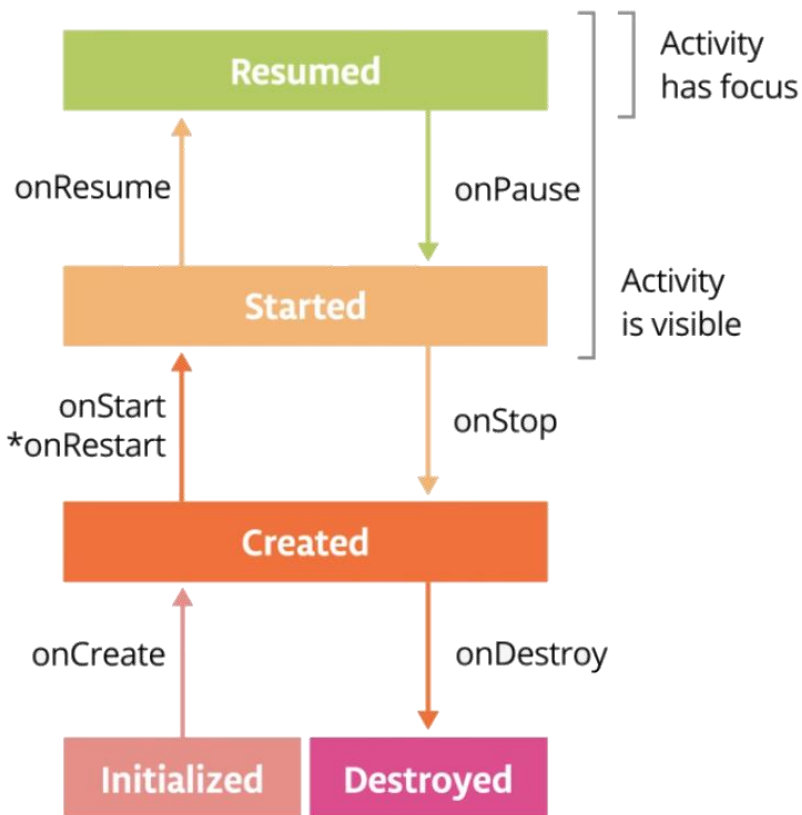 Resumed
Activity
has focus
onResume
onPause
Started
Activity
is visible
onStart
*onRestart
onStop
Created
onCreate
onDestroy
Initialized
Destroyed